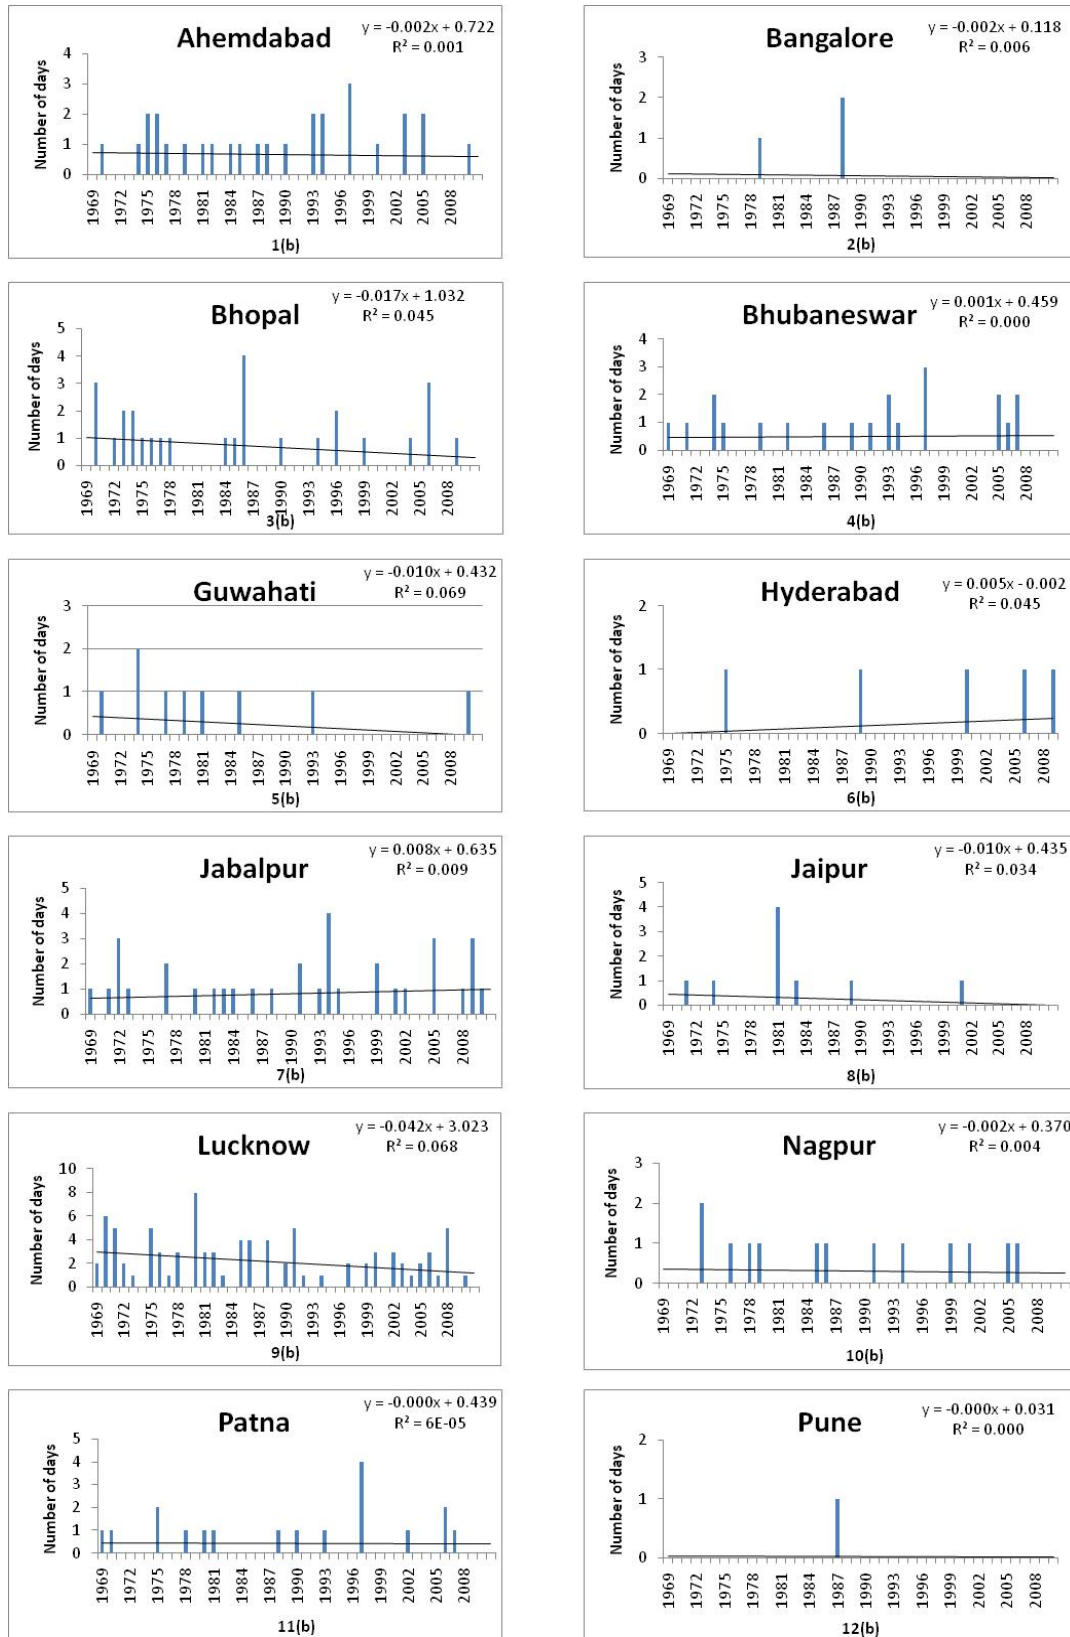 Ahemdabad
y = -0.002x + 0.722
R² = 0.001
Number of days
4
3
2
1
0
1969 1972 1975 1978 1981 1984 1987 1990 1993 1996 1999 2002 2005 2008
1(b)
Bangalore
y = -0.002x + 0.118
R² = 0.006
Number of days
3
2
1
0
1969 1972 1975 1978 1981 1984 1987 1990 1993 1996 1999 2002 2005 2008
2(b)
Bhopal
y = -0.017x + 1.032
R² = 0.045
Number of days
5
4
3
2
1
0
1969 1972 1975 1978 1981 1984 1987 1990 1993 1996 1999 2002 2005 2008
3(b)
Bhubaneswar
y = 0.001x + 0.459
R² = 0.000
Number of days
4
3
2
1
0
1969 1972 1975 1978 1981 1984 1987 1990 1993 1996 1999 2002 2005 2008
4(b)
Guwahati
y = -0.010x + 0.432
R² = 0.069
Number of days
3
2
1
0
1969 1972 1975 1978 1981 1984 1987 1990 1993 1996 1999 2002 2005 2008
5(b)
Hyderabad
y = 0.005x - 0.002
R² = 0.045
Number of days
2
1
0
1969 1972 1975 1978 1981 1984 1987 1990 1993 1996 1999 2002 2005 2008
6(b)
Jabalpur
y = 0.008x + 0.635
R² = 0.009
Number of days
5
4
3
2
1
0
1969 1972 1975 1978 1981 1984 1987 1990 1993 1996 1999 2002 2005 2008
7(b)
Jaipur
y = -0.010x + 0.435
R² = 0.034
Number of days
5
4
3
2
1
0
1969 1972 1975 1978 1981 1984 1987 1990 1993 1996 1999 2002 2005 2008
8(b)
Lucknow
y = -0.042x + 3.023
R² = 0.068
Number of days
10
8
6
4
2
0
1969 1972 1975 1978 1981 1984 1987 1990 1993 1996 1999 2002 2005 2008
9(b)
Nagpur
y = -0.002x + 0.370
R² = 0.004
Number of days
3
2
1
0
1969 1972 1975 1978 1981 1984 1987 1990 1993 1996 1999 2002 2005 2008
10(b)
Patna
y = -0.000x + 0.439
R² = 6E-05
Number of days
5
4
3
2
1
0
1969 1972 1975 1978 1981 1984 1987 1990 1993 1996 1999 2002 2005 2008
11(b)
Pune
y = -0.000x + 0.031
R² = 0.000
Number of days
2
1
0
1969 1972 1975 1978 1981 1984 1987 1990 1993 1996 1999 2002 2005 2008
12(b)